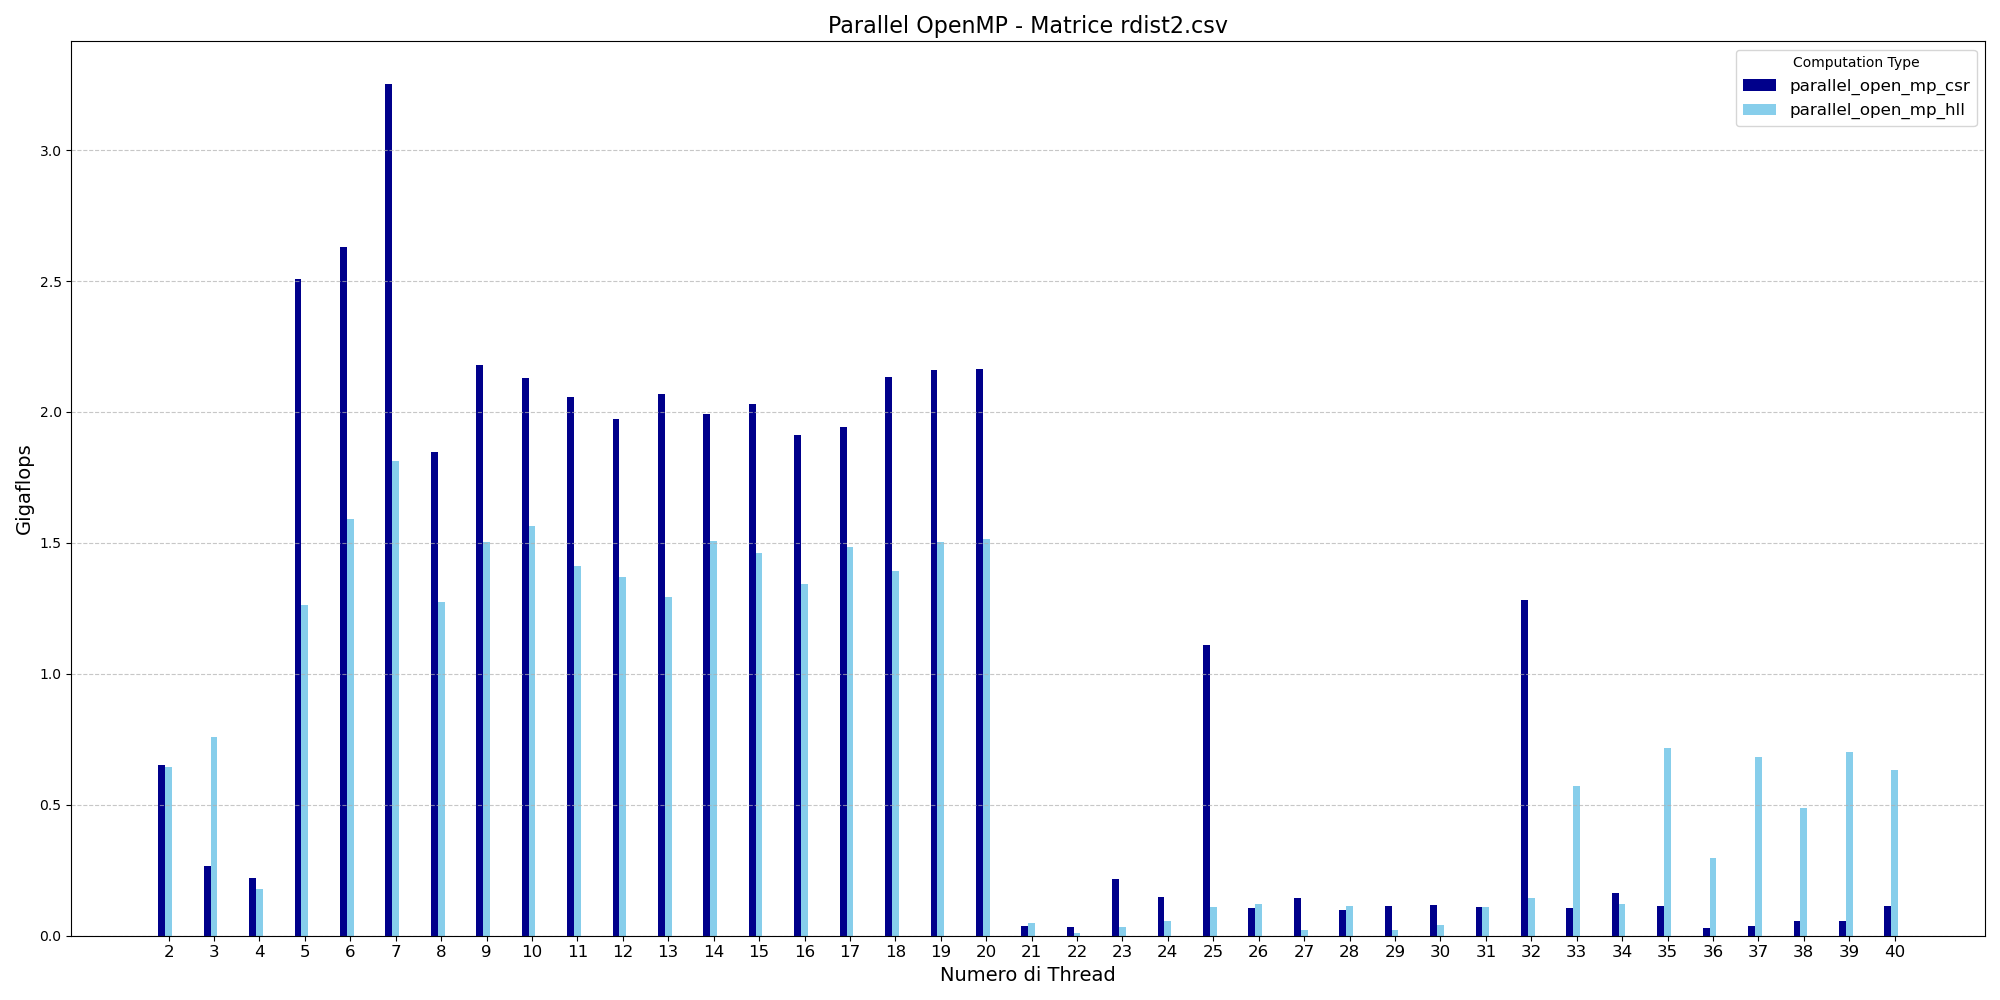 Parallel OpenMP - Matrice rdist2.csv
Computation Type
parallel_open_mp_csr
parallel_open_mp_hll
Gigaflops
3.0
2.5
2.0
1.5
1.0
0.5
0.0
2 3 4 5 6 7 8 9 10 11 12 13 14 15 16 17 18 19 20 21 22 23 24 25 26 27 28 29 30 31 32 33 34 35 36 37 38 39 40
Numero di Thread